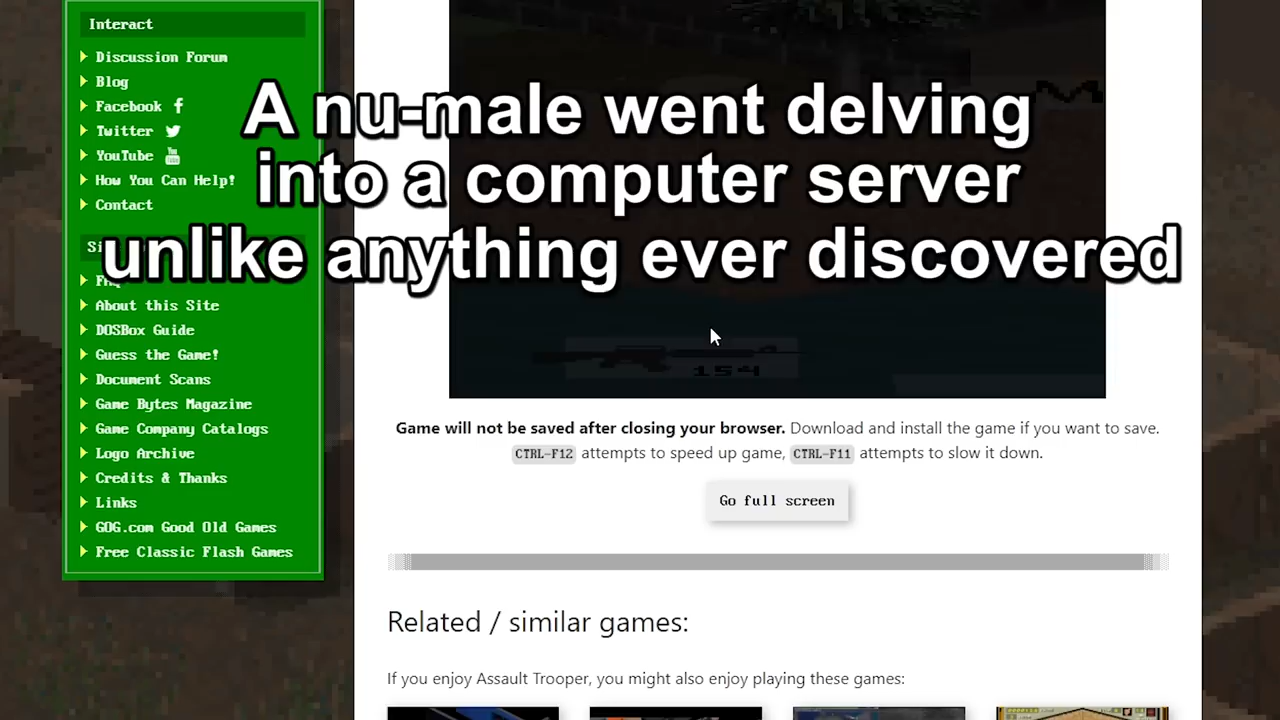 Interact
Discussion Forum
Blog
Facebook
Twitter
YouTube
How You Can Help!
Contact
FAQ
About this Site
DOSBox Guide
Guess the Game!
Document Scans
Game Bytes Magazine
Game Company Catalogs
Logo Archive
Credits & Thanks
Links
GOG.com Good Old Games
Free Classic Flash Games
A nu-male went delving
into a computer server
unlike anything ever discovered
154
Game will not be saved after closing your browser. Download and install the game if you want to save.
CTRL-F12 attempts to speed up game, CTRL-F11 attempts to slow it down.
Go full screen
Related / similar games:
If you enjoy Assault Trooper, you might also enjoy playing these games: